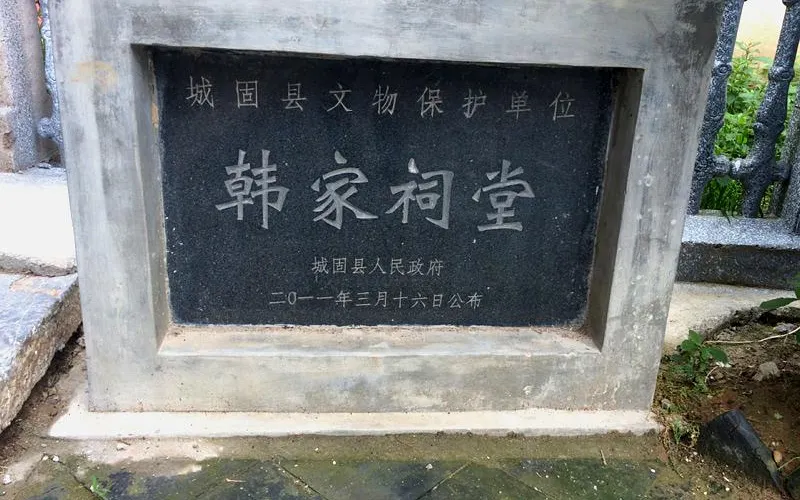 城固县文物保护单位
韩家祠堂
城固县人民政府
二〇一一年三月十六日公布